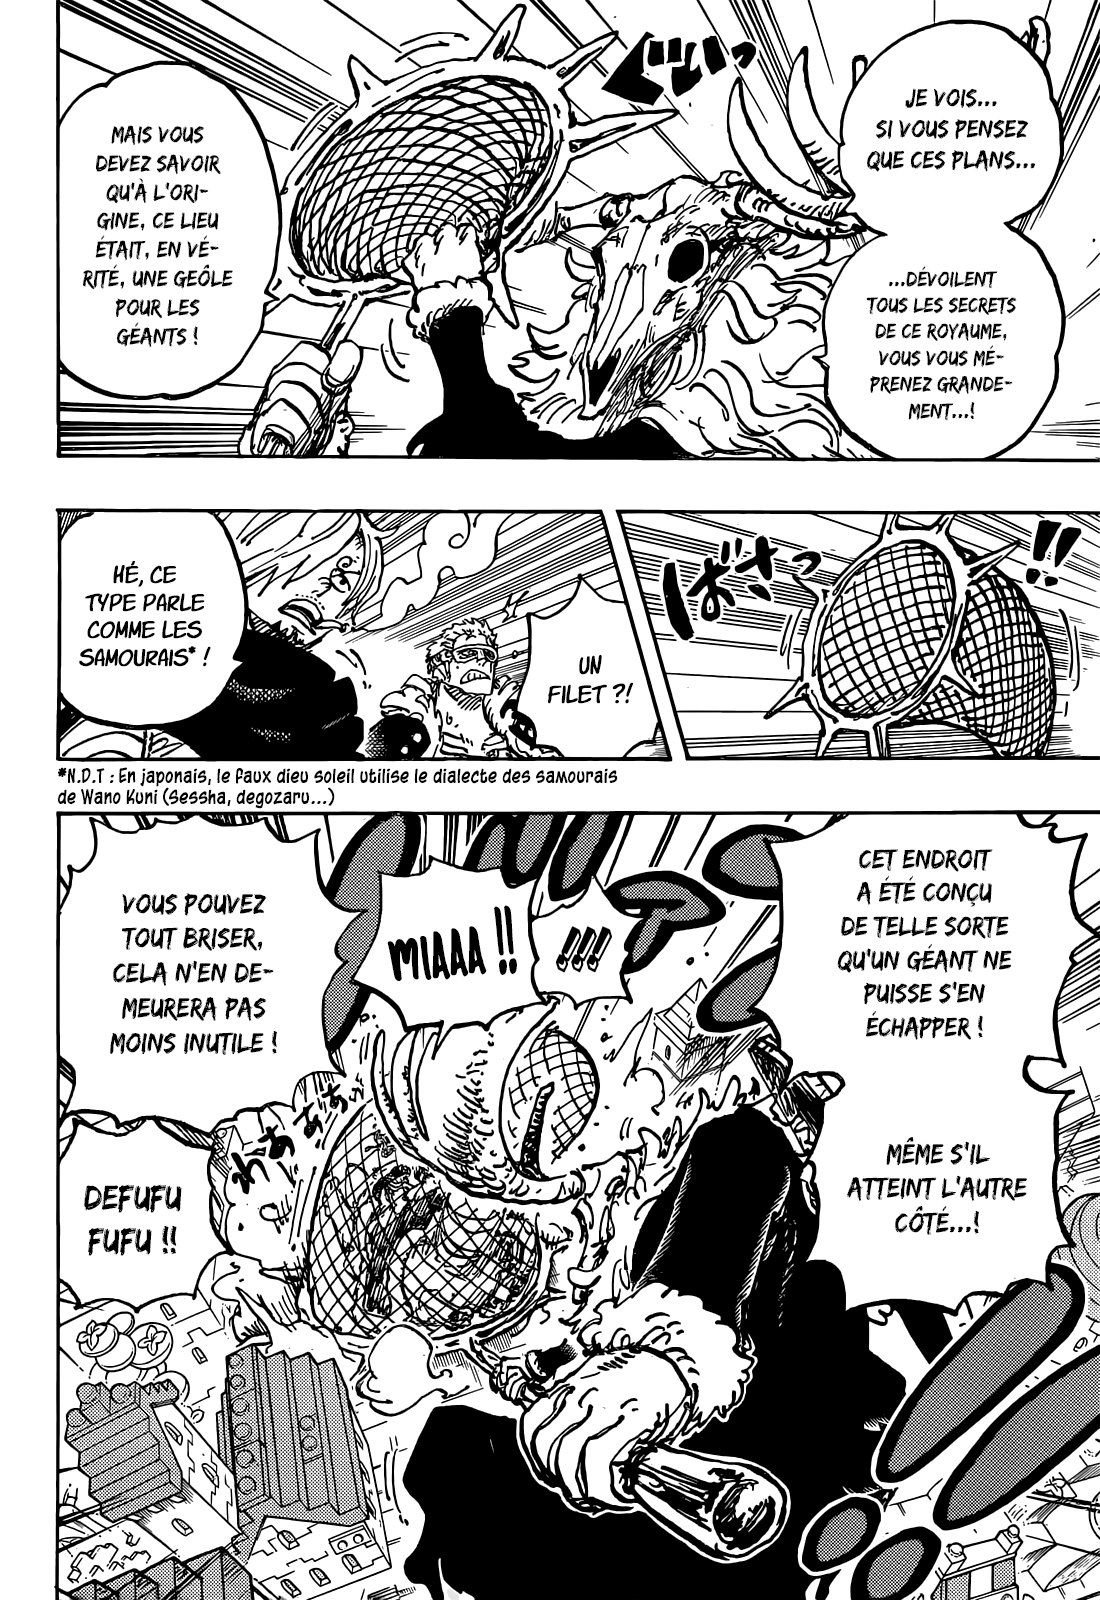 JE VOIS...
SI VOUS PENSEZ
QUE CES PLANS...
...DÉVOILENT
TOUS LES SECRETS
DE CE ROYAUME,
VOUS VOUS MÉ-
PRENEZ GRANDE-
MENT...!
MAIS VOUS
DEVEZ SAVOIR
QU'À L'ORI-
GINE, CE LIEU
ÉTAIT, EN VÉ-
RITÉ, UNE GEÔLE
POUR LES
GÉANTS !
ばさっ!!
UN
FILET ?!
HÉ, CE
TYPE PARLE
COMME LES
SAMOURAIS* !
*N.D.T : En japonais, le faux dieu soleil utilise le dialecte des samourais
de Wano Kuni (Sessha, degozaru...)
CET ENDROIT
A ÉTÉ CONÇU
DE TELLE SORTE
QU'UN GÉANT NE
PUISSE S'EN
ÉCHAPPER !
MÊME S'IL
ATTEINT L'AUTRE
CÔTÉ...!
!!!
MIAAA !!
VOUS POUVEZ
TOUT BRISER,
CELA N'EN DE-
MEURERA PAS
MOINS INUTILE !
DEFUFU
FUFU !!